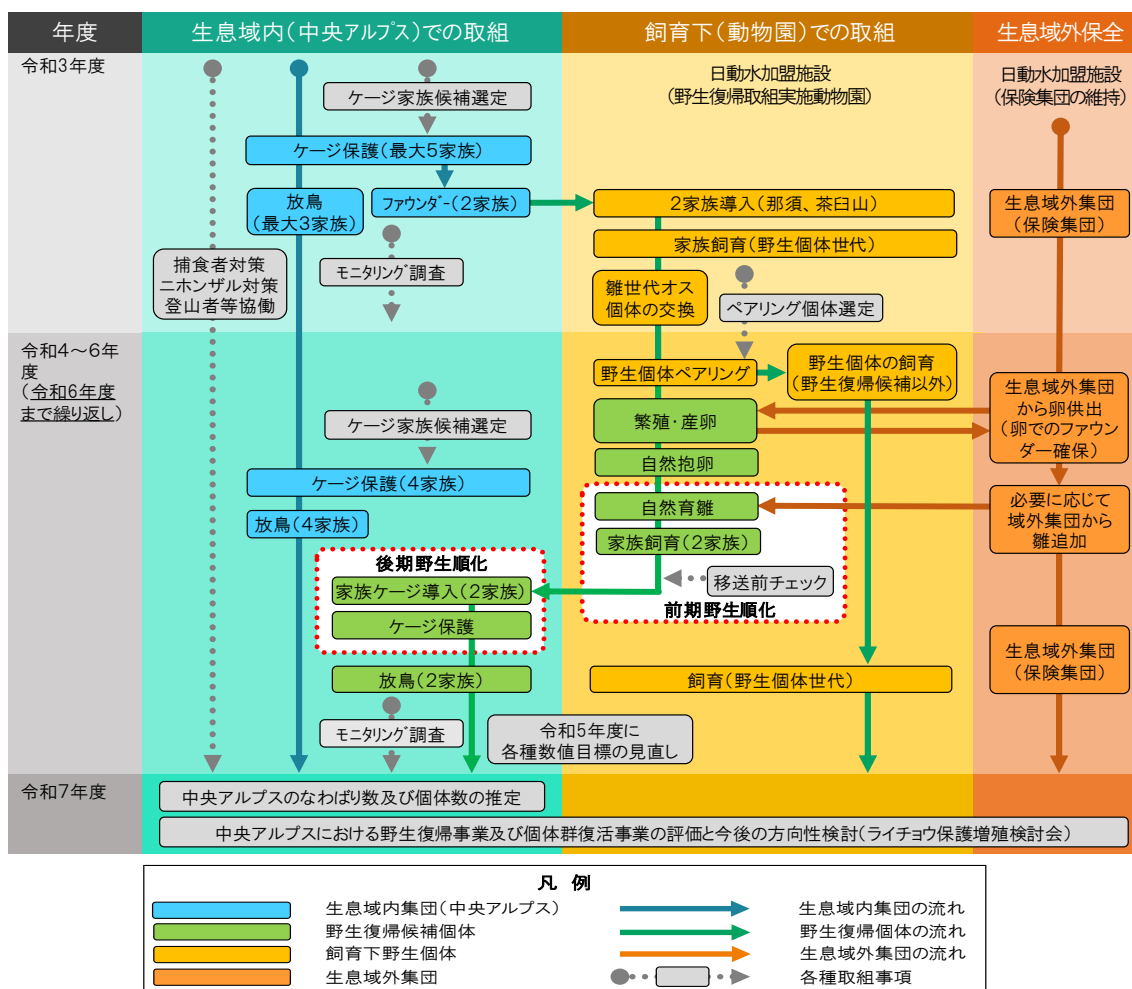 年度
生息域内(中央アルプス)での取組
飼育下(動物園)での取組
生息域外保全
令和3年度
日動水加盟施設
(野生復帰取組実施動物園)
日動水加盟施設
(保険集団の維持)
ケージ家族候補選定
ケージ保護(最大5家族)
放鳥
(最大3家族)
ファウンダー(2家族)
2家族導入(那須、茶臼山)
生息域外集団
(保険集団)
家族飼育(野生個体世代)
捕食者対策
ニホンザル対策
登山者等協働
モニタリング調査
雛世代オス
個体の交換
ペアリング個体選定
令和4~6年
度
(令和6年度
まで繰り返し)
野生個体ペアリング
野生個体の飼育
(野生復帰候補以外)
ケージ家族候補選定
繁殖・産卵
生息域外集団
から卵供出
(卵でのファウン
ダー確保)
自然抱卵
ケージ保護(4家族)
放鳥(4家族)
自然育雛
必要に応じて
域外集団から
雛追加
家族飼育(2家族)
後期野生順化
移送前チェック
家族ケージ導入(2家族)
前期野生順化
ケージ保護
生息域外集団
(保険集団)
放鳥(2家族)
飼育(野生個体世代)
モニタリング調査
令和5年度に
各種数値目標の見直し
令和7年度
中央アルプスのなわばり数及び個体数の推定
中央アルプスにおける野生復帰事業及び個体群復活事業の評価と今後の方向性検討(ライチョウ保護増殖検討会)
凡 例
生息域内集団(中央アルプス)
生息域内集団の流れ
野生復帰候補個体
野生復帰個体の流れ
飼育下野生個体
生息域外集団の流れ
生息域外集団
各種取組事項